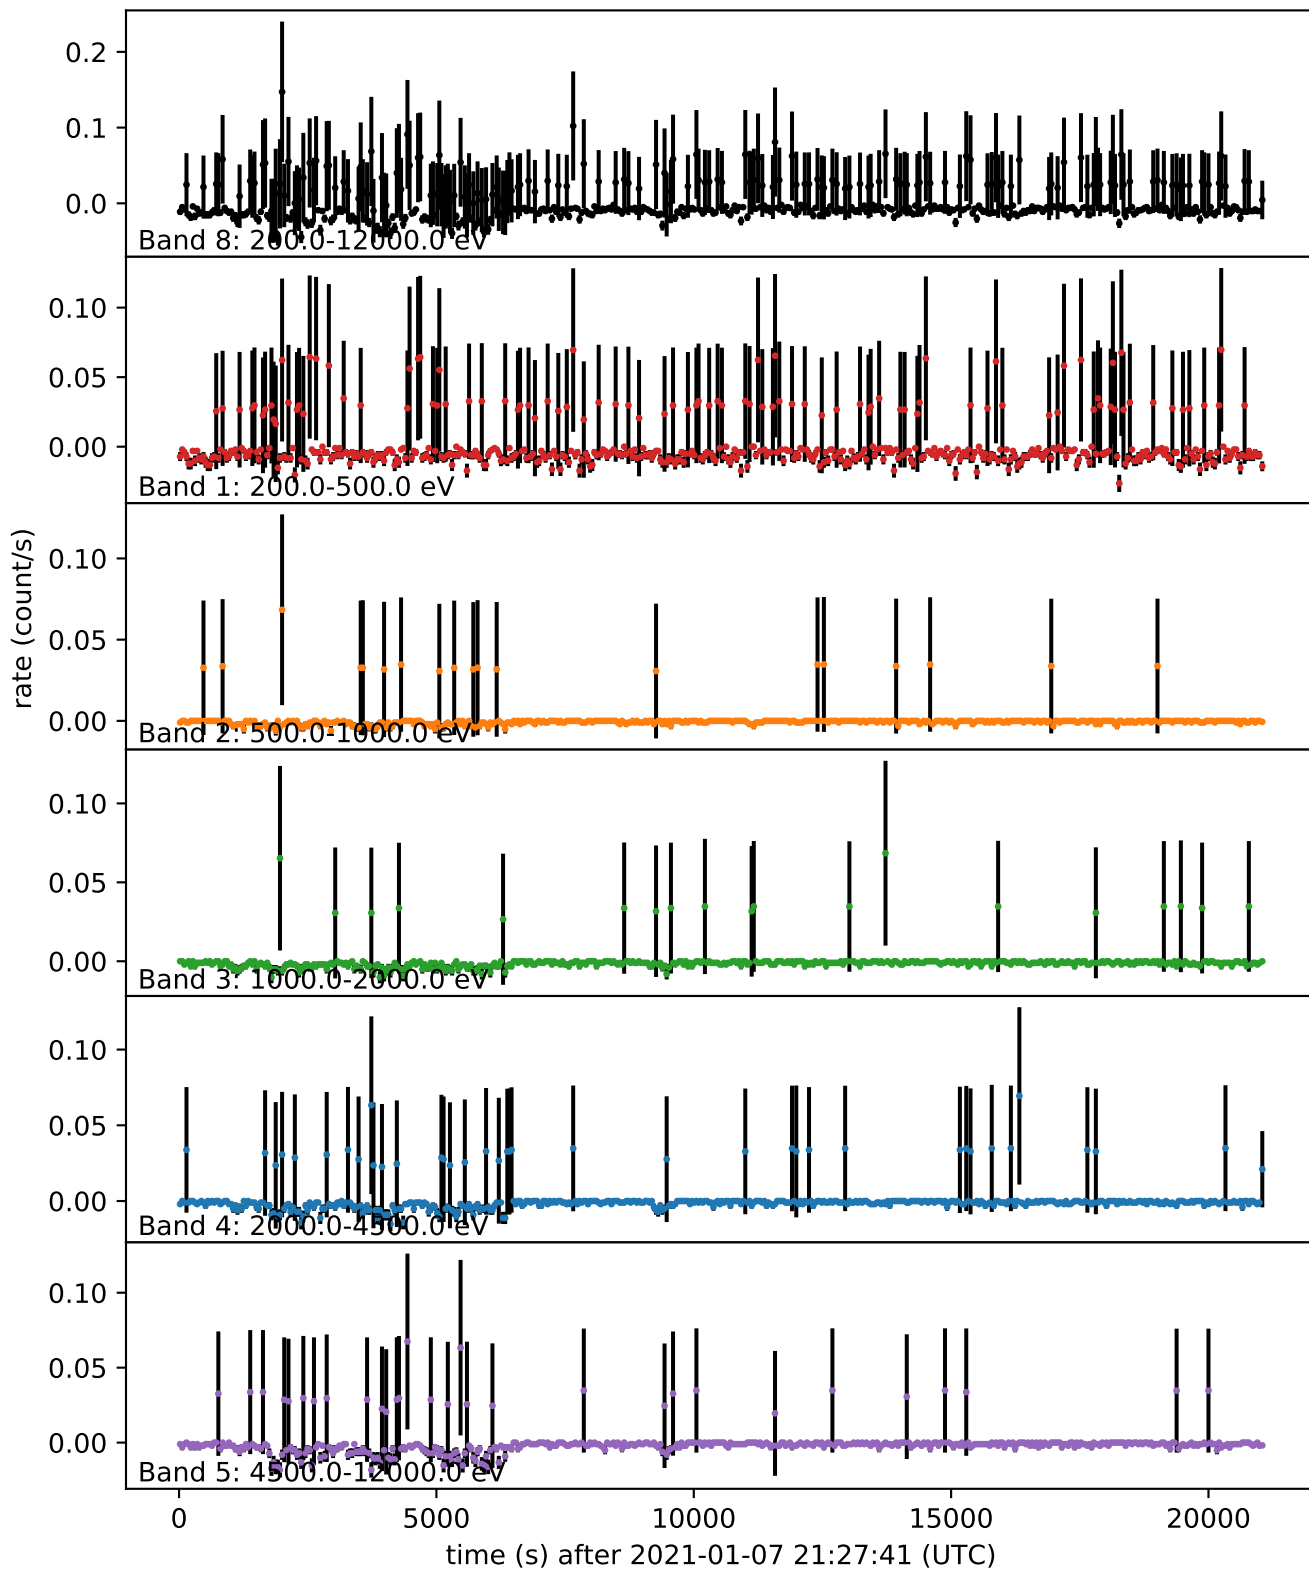 0.2
0.1
0.0
Band 8: 200.0-12000.0 eV
0.10
0.05
0.00
Band 1: 200.0-500.0 eV
rate (count/s)
0.10
0.05
0.00
Band 2: 500.0-1000.0 eV
0.10
0.05
0.00
Band 3: 1000.0-2000.0 eV
0.10
0.05
0.00
Band 4: 2000.0-4500.0 eV
0.10
0.05
0.00
Band 5: 4500.0-12000.0 eV
0 5000 10000 15000 20000
time (s) after 2021-01-07 21:27:41 (UTC)